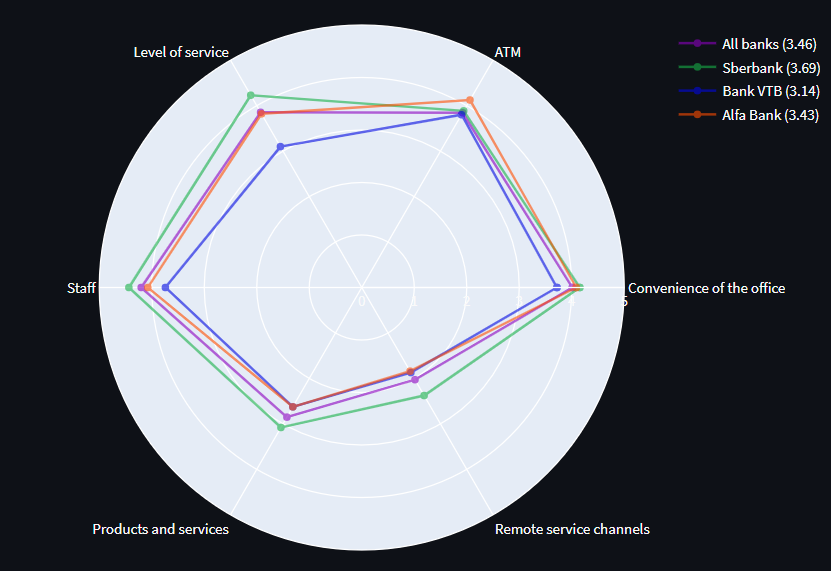 Level of service
ATM
All banks (3.46)
Sberbank (3.69)
Bank VTB (3.14)
Alfa Bank (3.43)
Staff
Convenience of the office
0
1
2
5
Products and services
Remote service channels